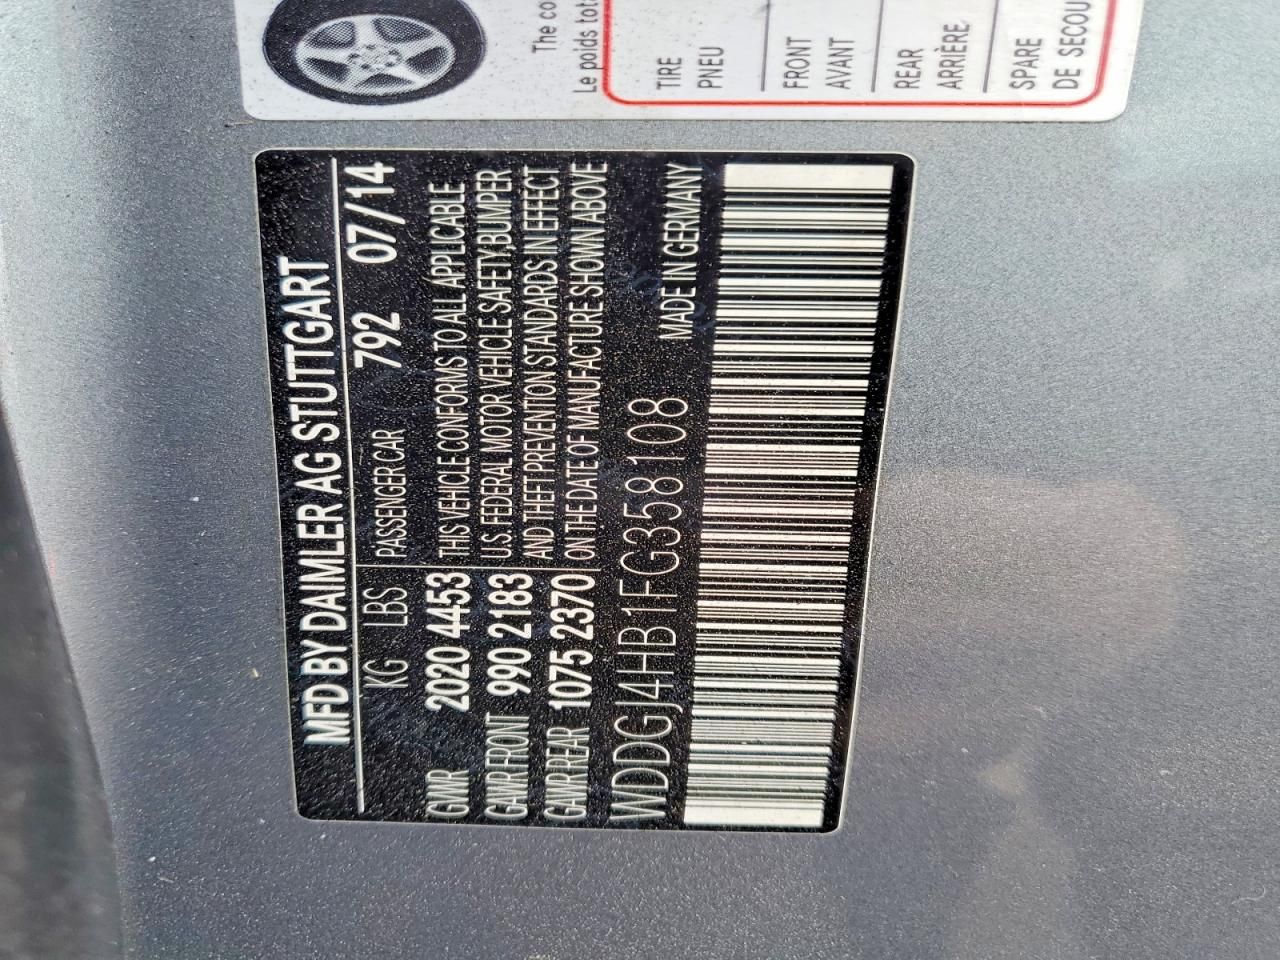 The co
Le poids tot
TIRE
PNEU
FRONT
AVANT
REAR
ARRIÈRE
SPARE
DE SECOU
MFD BY DAIMLER AG STUTTGART
KG LBS PASSENGER CAR 792 07/14
GVWR 2020 4453 THIS VEHICLE CONFORMS TO ALL APPLICABLE
GAWR FRONT 990 2183 U.S. FEDERAL MOTOR VEHICLE SAFETY,BUMPER
AND THEFT PREVENTION STANDARDS IN EFFECT
GAWR REAR 1075 2370 ON THE DATE OF MANUFACTURE SHOWN ABOVE
WDDGJ4HB1FG358108 MADE IN GERMANY